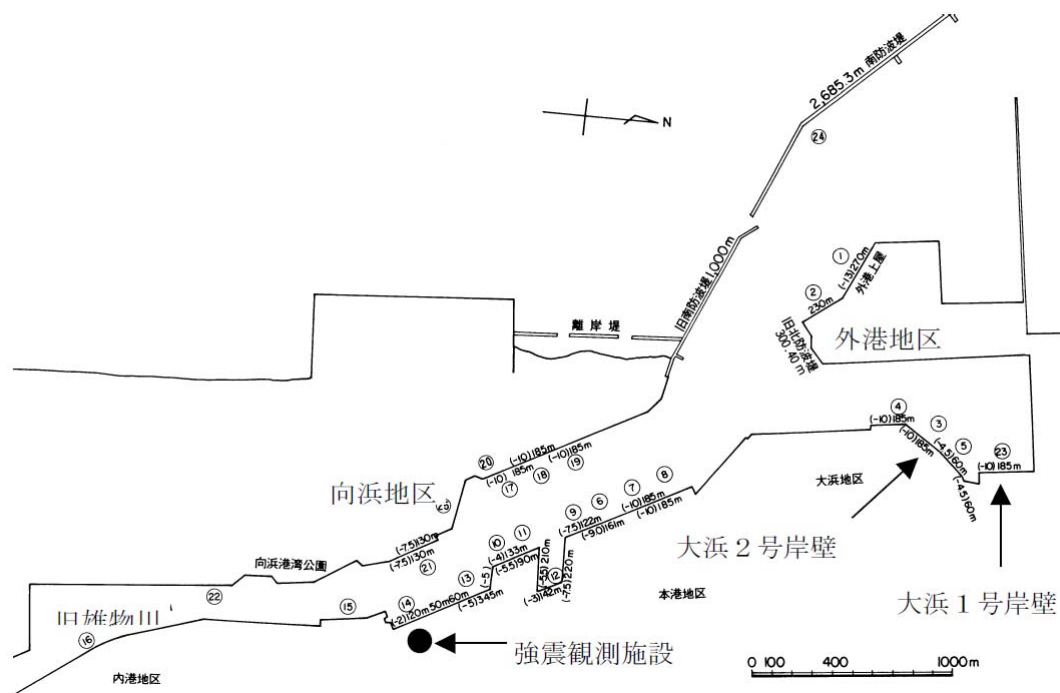 2,685.3m 南防波堤
N
㉔
旧南防波堤1,000m
①
(-13)270m
外港上屋
②
230m
旧北防波堤
300.40m
外港地区
離岸堤
④
(-10)185m
(-10)185m
③
(-4.5)60m
⑤
(-4.5)60m
㉓
(-10)185m
大浜地区
大浜2号岸壁
大浜1号岸壁
⑳
(-10)185m
(-10)185m
(-10)185m
⑰
⑱
⑲
向浜地区
(-7.5)130m
(-7.5)130m
㉑
⑨
⑥
⑦
⑧
(-7.5)122m
(-9.0)161m
(-10)185m
(-10)185m
⑩
⑪
(-4)133m
(-5.5)90m
(-5.5)210m
⑫
(-3)142m
(-7.5)220m
(-5)
⑬
(-5)345m
本港地区
向浜港湾公園
⑭
(-2)120m50m60m
⑮
㉒
旧雄物川
⑯
内港地区
強震観測施設
0 100 400 1000m